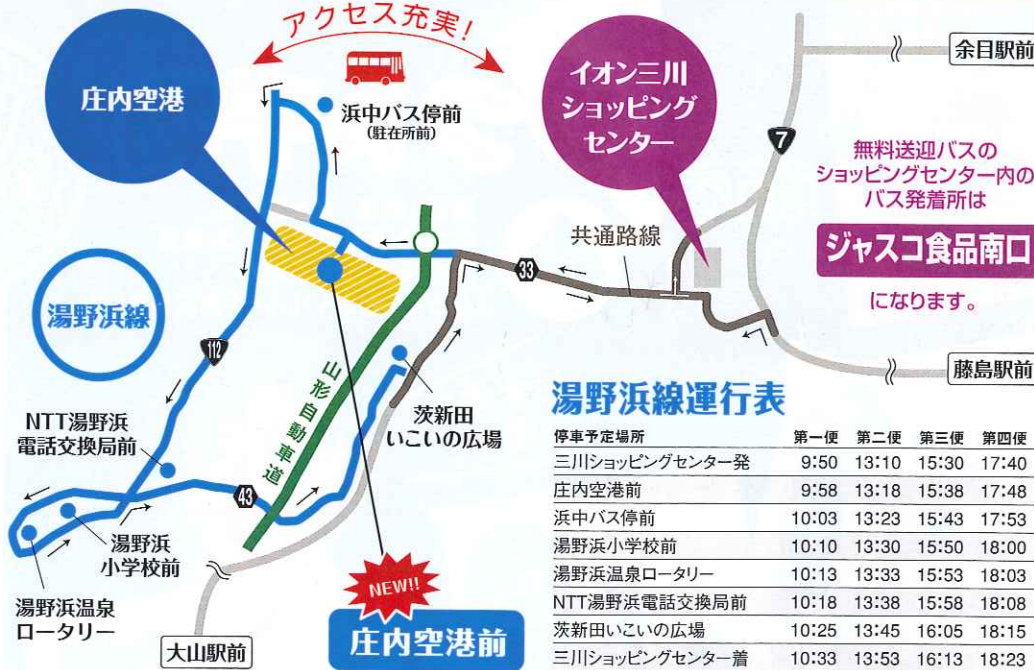 アクセス充実!
庄内空港
浜中バス停前
(駐在所前)
イオン三川
ショッピング
センター
余目駅前
7
無料送迎バスの
ショッピングセンター内の
バス発着所は
ジャスコ食品南口
になります。
共通路線
33
湯野浜線
112
山形自動車道
藤島駅前
NTT湯野浜
電話交換局前
茨新田
いこいの広場
43
湯野浜
小学校前
湯野浜温泉
ロータリー
大山駅前
NEW!!
庄内空港前
湯野浜線運行表
停車予定場所 第一便 第二便 第三便 第四便
三川ショッピングセンター発 9:50 13:10 15:30 17:40
庄内空港前 9:58 13:18 15:38 17:48
浜中バス停前 10:03 13:23 15:43 17:53
湯野浜小学校前 10:10 13:30 15:50 18:00
湯野浜温泉ロータリー 10:13 13:33 15:53 18:03
NTT湯野浜電話交換局前 10:18 13:38 15:58 18:08
茨新田いこいの広場 10:25 13:45 16:05 18:15
三川ショッピングセンター着 10:33 13:53 16:13 18:23